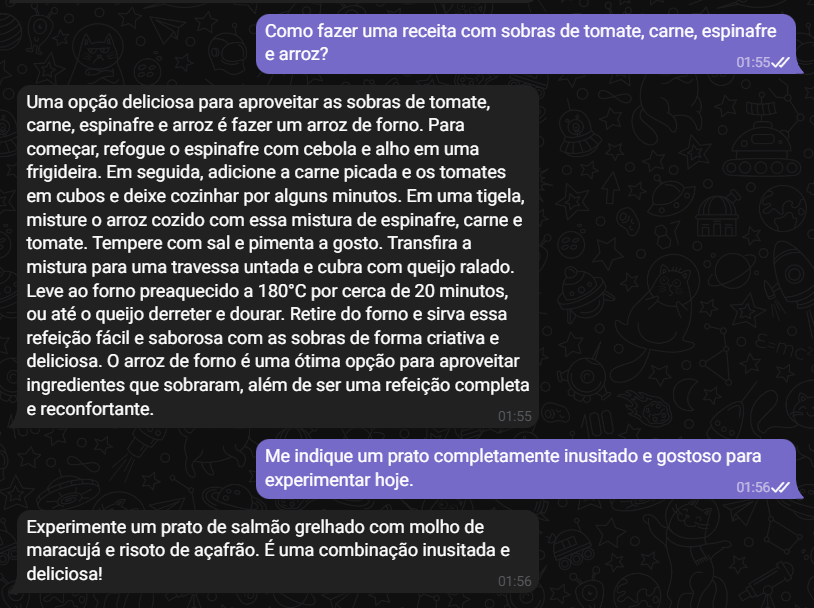 Como fazer uma receita com sobras de tomate, carne, espinafre
e arroz?
01:55
Uma opção deliciosa para aproveitar as sobras de tomate,
carne, espinafre e arroz é fazer um arroz de forno. Para
começar, refogue o espinafre com cebola e alho em uma
frigideira. Em seguida, adicione a carne picada e os tomates
em cubos e deixe cozinhar por alguns minutos. Em uma tigela,
misture o arroz cozido com essa mistura de espinafre, carne e
tomate. Tempere com sal e pimenta a gosto. Transfira a
mistura para uma travessa untada e cubra com queijo ralado.
Leve ao forno preaquecido a 180°C por cerca de 20 minutos,
ou até o queijo derreter e dourar. Retire do forno e sirva essa
refeição fácil e saborosa com as sobras de forma criativa e
deliciosa. O arroz de forno é uma ótima opção para aproveitar
ingredientes que sobraram, além de ser uma refeição completa
e reconfortante.
01:55
Me indique um prato completamente inusitado e gostoso para
experimentar hoje.
01:56
Experimente um prato de salmão grelhado com molho de
maracujá e risoto de açafrão. É uma combinação inusitada e
deliciosa!
01:56